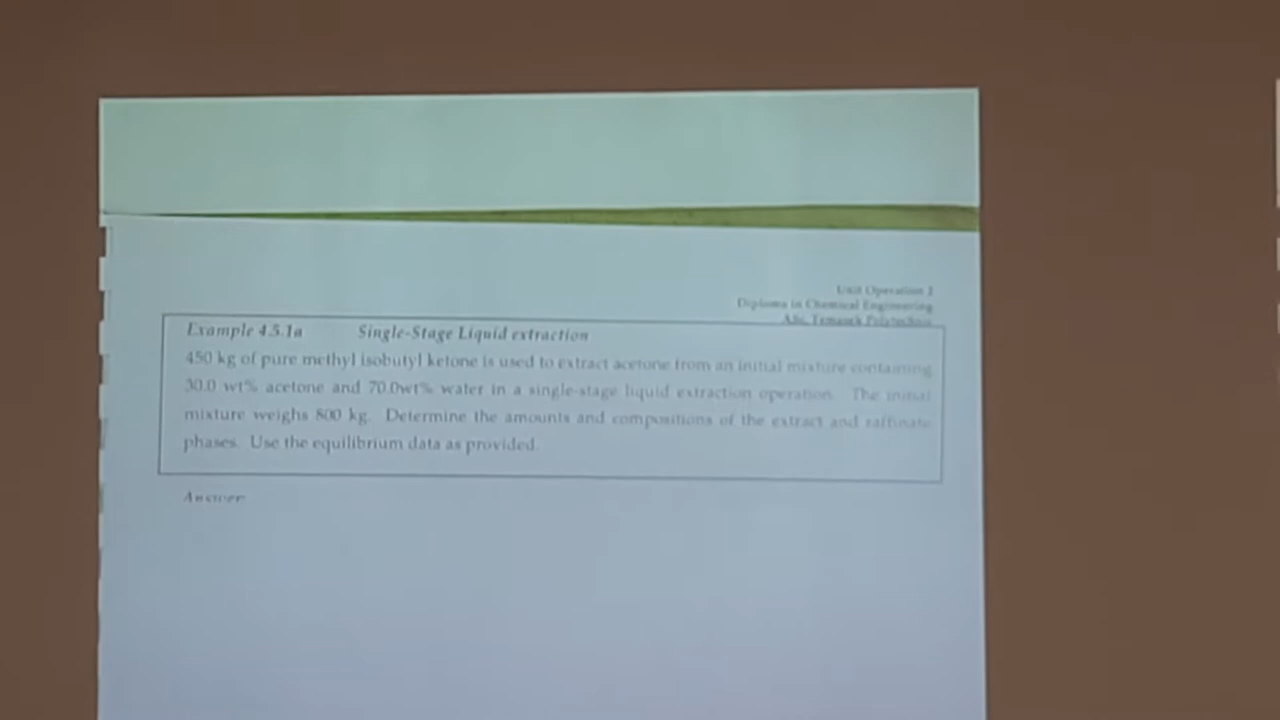 Unit Operation 2
Diploma in Chemical Engineering
ASc, Temasek Polytechnic
Example 4.5.1a Single-Stage Liquid extraction
450 kg of pure methyl isobutyl ketone is used to extract acetone from an initial mixture containing
30.0 wt% acetone and 70.0wt% water in a single-stage liquid extraction operation. The initial
mixture weighs 800 kg. Determine the amounts and compositions of the extract and raffinate
phases. Use the equilibrium data as provided.
Answer